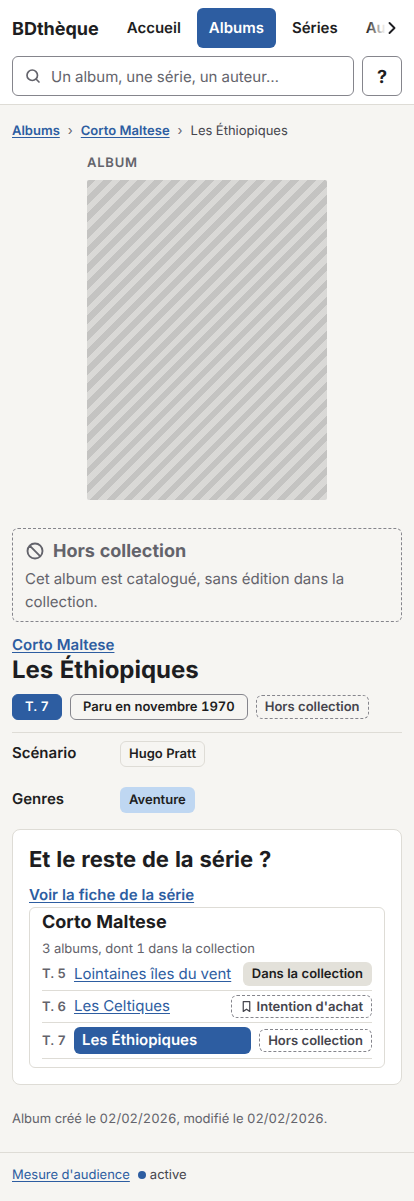 BDthèque Accueil Albums Séries
Un album, une série, un auteur... ?
Albums › Corto Maltese › Les Éthiopiques
ALBUM
Hors collection
Cet album est catalogué, sans édition dans la
collection.
Corto Maltese
Les Éthiopiques
T. 7 Paru en novembre 1970 Hors collection
Scénario Hugo Pratt
Genres Aventure
Et le reste de la série ?
Voir la fiche de la série
Corto Maltese
3 albums, dont 1 dans la collection
T. 5 Lointaines îles du vent Dans la collection
T. 6 Les Celtiques Intention d'achat
T. 7 Les Éthiopiques Hors collection
Album créé le 02/02/2026, modifié le 02/02/2026.
Mesure d'audience active